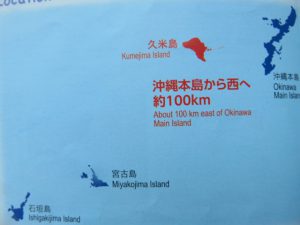 Location
久米島
Kumejima Island
沖縄本島から西へ
約100km
About 100 km east of Okinawa
Main Island
沖縄本島
Okinawa
Main Island
宮古島
Miyakojima Island
石垣島
Ishigakijima Island